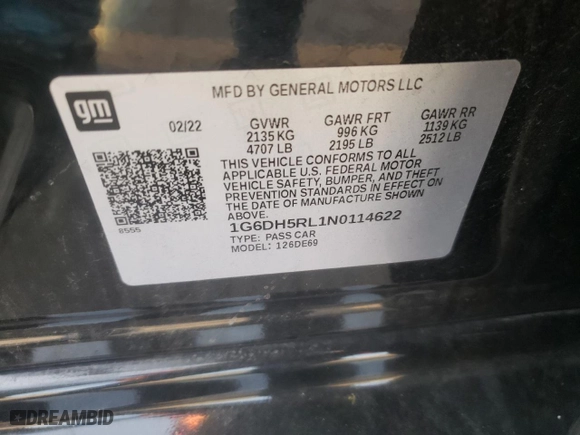 gm
MFD BY GENERAL MOTORS LLC
02/22 GVWR GAWR FRT GAWR RR
2135 KG 996 KG 1139 KG
4707 LB 2195 LB 2512 LB
THIS VEHICLE CONFORMS TO ALL
APPLICABLE U.S. FEDERAL MOTOR
VEHICLE SAFETY, BUMPER, AND THEFT
PREVENTION STANDARDS IN EFFECT ON
THE DATE OF MANUFACTURE SHOWN
ABOVE.
8555
1G6DH5RL1N0114622
TYPE: PASS CAR
MODEL: 126DE69
DREAMBID